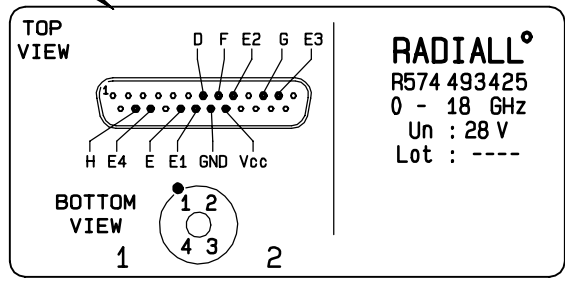 TOP
VIEW
D F E2 G E3
1
H E4 E E1 GND Vcc
BOTTOM
VIEW
1 2
4 3
1 2
RADIALL°
R574 493425
0 - 18 GHz
Un : 28 V
Lot : ----